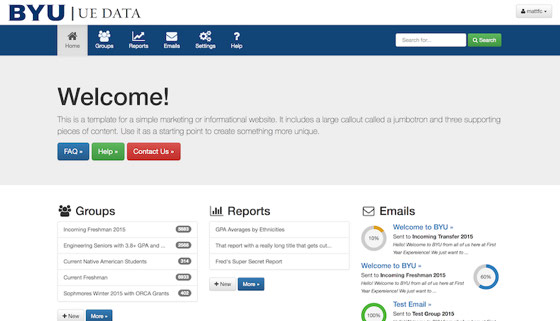 BYU | UE DATA
mattfc
Home
Groups
Reports
Emails
Settings
Help
Search...
Search
Welcome!
This is a template for a simple marketing or informational website. It includes a large callout called a jumbotron and three supporting
pieces of content. Use it as a starting point to create something more unique.
FAQ »
Help »
Contact Us »
Groups
Incoming Freshman 2015 5983
Engineering Seniors with 3.8+ GPA and ... 2568
Current Native American Students 314
Current Freshman 6933
Sophmores Winter 2015 with ORCA Grants 402
+ New
More »
Reports
GPA Averages by Ethnicities
That report with a really long title that gets cut...
Fred's Super Secret Report
+ New
More »
Emails
10%
Welcome to BYU »
Sent to Incoming Transfer 2015
Hello! Welcome to BYU from all of us here at First
Year Experience! We just want to ...
Welcome to BYU »
Sent to Incoming Freshman 2015
Hello! Welcome to BYU from all of us here at First
Year Experience! We just want to ...
60%
100%
Test Email »
Sent to Test Group 2015